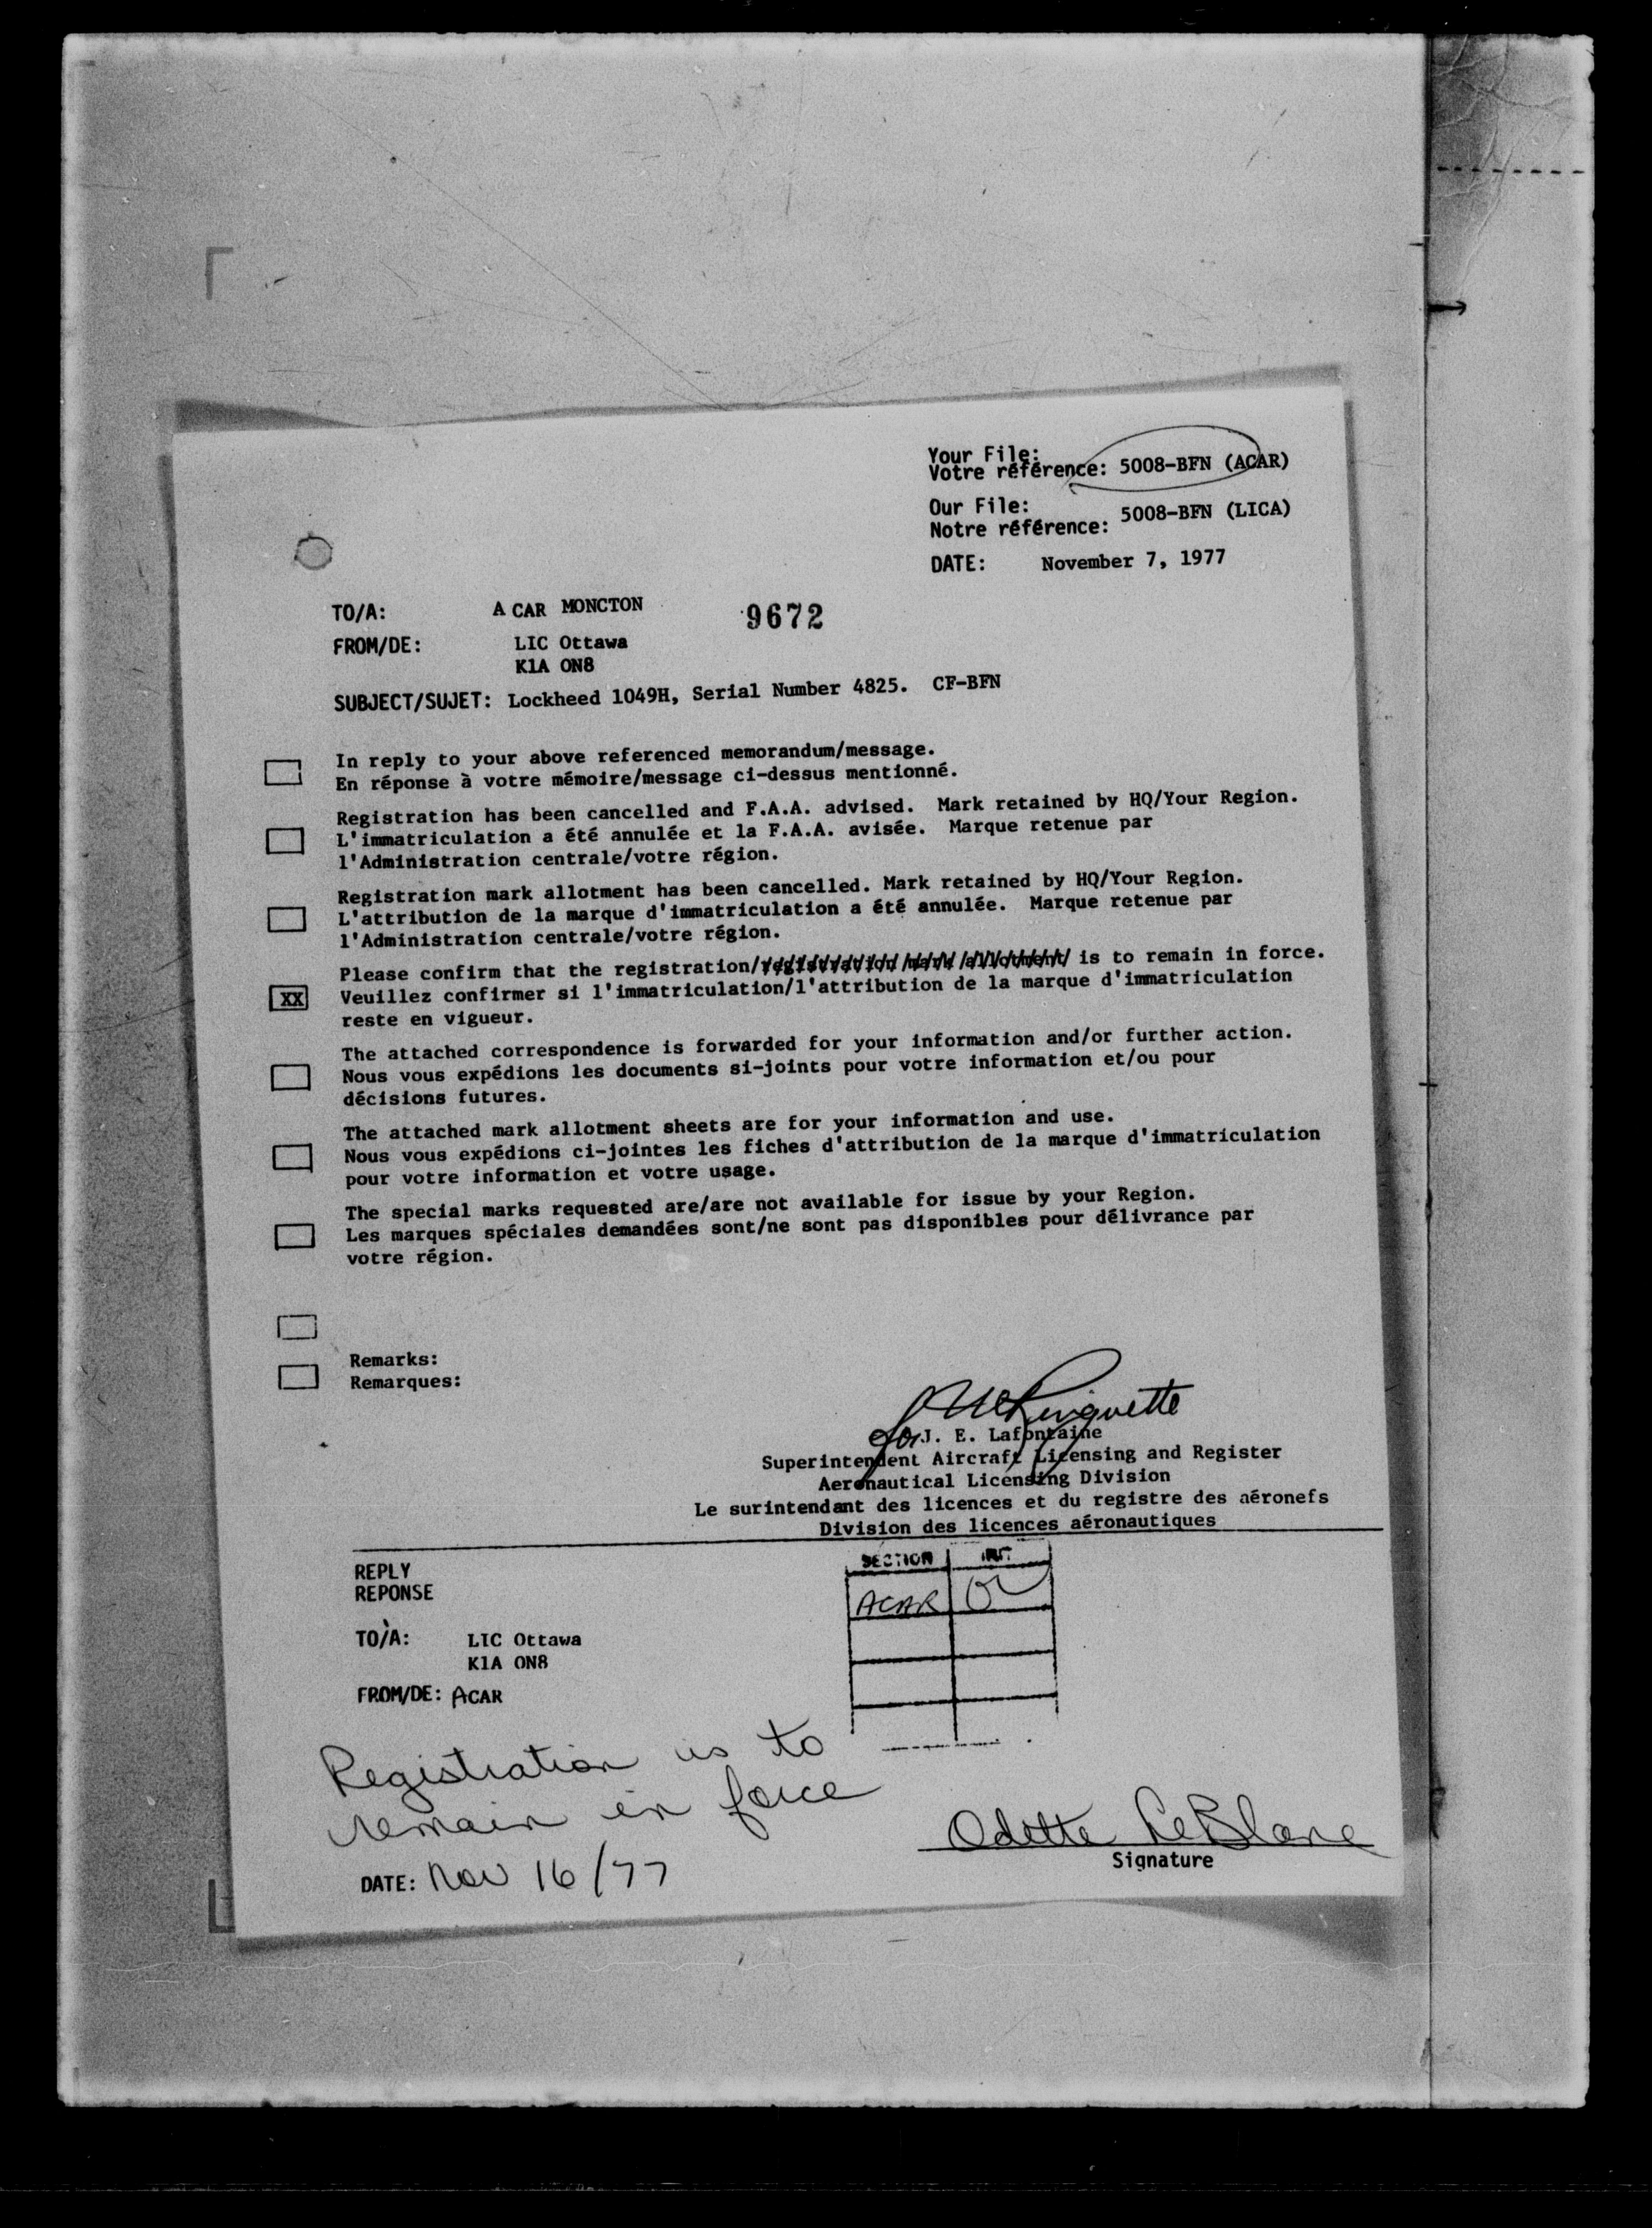 Your File:
Votre référence: 5008-BFN (ACAR)
Our File:
Notre référence: 5008-BFN (LICA)
DATE: November 7, 1977
TO/A: A CAR MONCTON 9672
FROM/DE: LIC Ottawa
K1A ON8
SUBJECT/SUJET: Lockheed 1049H, Serial Number 4825. CF-BFN
In reply to your above referenced memorandum/message.
En réponse à votre mémoire/message ci-dessus mentionné.
Registration has been cancelled and F.A.A. advised. Mark retained by HQ/Your Region.
L'immatriculation a été annulée et la F.A.A. avisée. Marque retenue par
l'Administration centrale/votre région.
Registration mark allotment has been cancelled. Mark retained by HQ/Your Region.
L'attribution de la marque d'immatriculation a été annulée. Marque retenue par
l'Administration centrale/votre région.
Please confirm that the registration/registration mark allotment is to remain in force.
XX Veuillez confirmer si l'immatriculation/l'attribution de la marque d'immatriculation
reste en vigueur.
The attached correspondence is forwarded for your information and/or further action.
Nous vous expédions les documents si-joints pour votre information et/ou pour
décisions futures.
The attached mark allotment sheets are for your information and use.
Nous vous expédions ci-jointes les fiches d'attribution de la marque d'immatriculation
pour votre information et votre usage.
The special marks requested are/are not available for issue by your Region.
Les marques spéciales demandées sont/ne sont pas disponibles pour délivrance par
votre région.
Remarks:
Remarques:
Ringuette
for J. E. Lafontaine
Superintendent Aircraft Licensing and Register
Aeronautical Licensing Division
Le surintendant des licences et du registre des aéronefs
Division des licences aéronautiques
REPLY
REPONSE
SECTION INIT
ACAR
TO/A: LIC Ottawa
K1A ON8
FROM/DE: ACAR
Registration is to
remain in force
Odette LeBlanc
Signature
DATE: Nov 16/77